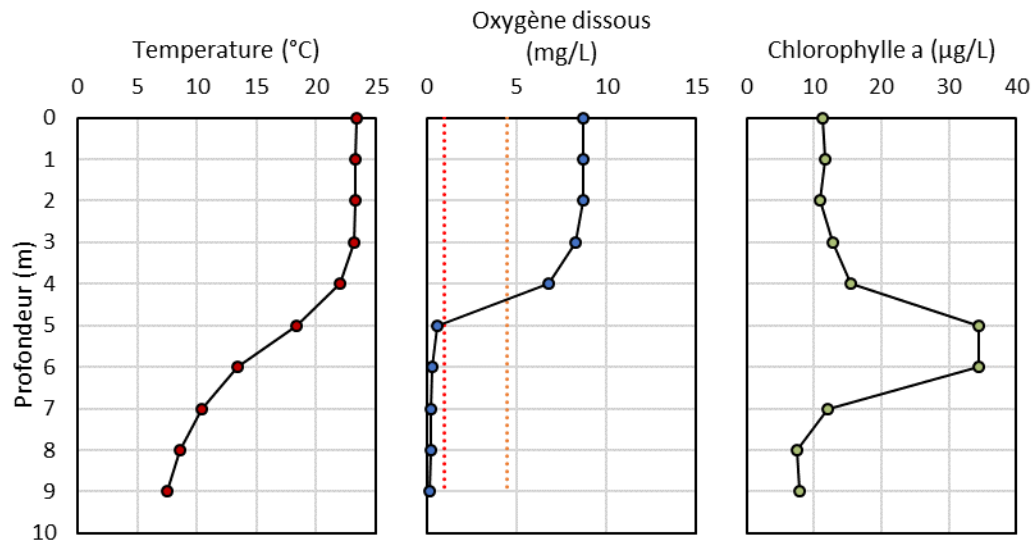 Temperature (°C)
0 5 10 15 20 25
Oxygène dissous
(mg/L)
0 5 10 15
Chlorophylle a (µg/L)
0 10 20 30 40
Profondeur (m)
0
1
2
3
4
5
6
7
8
9
10